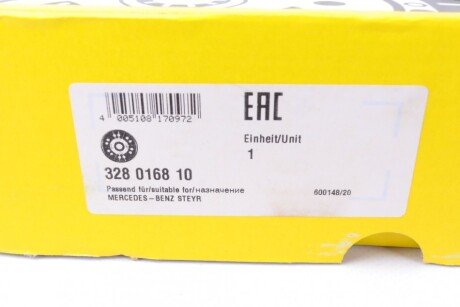 4 005108 170972
EAC
Einheit/Unit
1
328 0168 10
Passend für/suitable for/назначение
MERCEDES-BENZ STEYR
600148/20